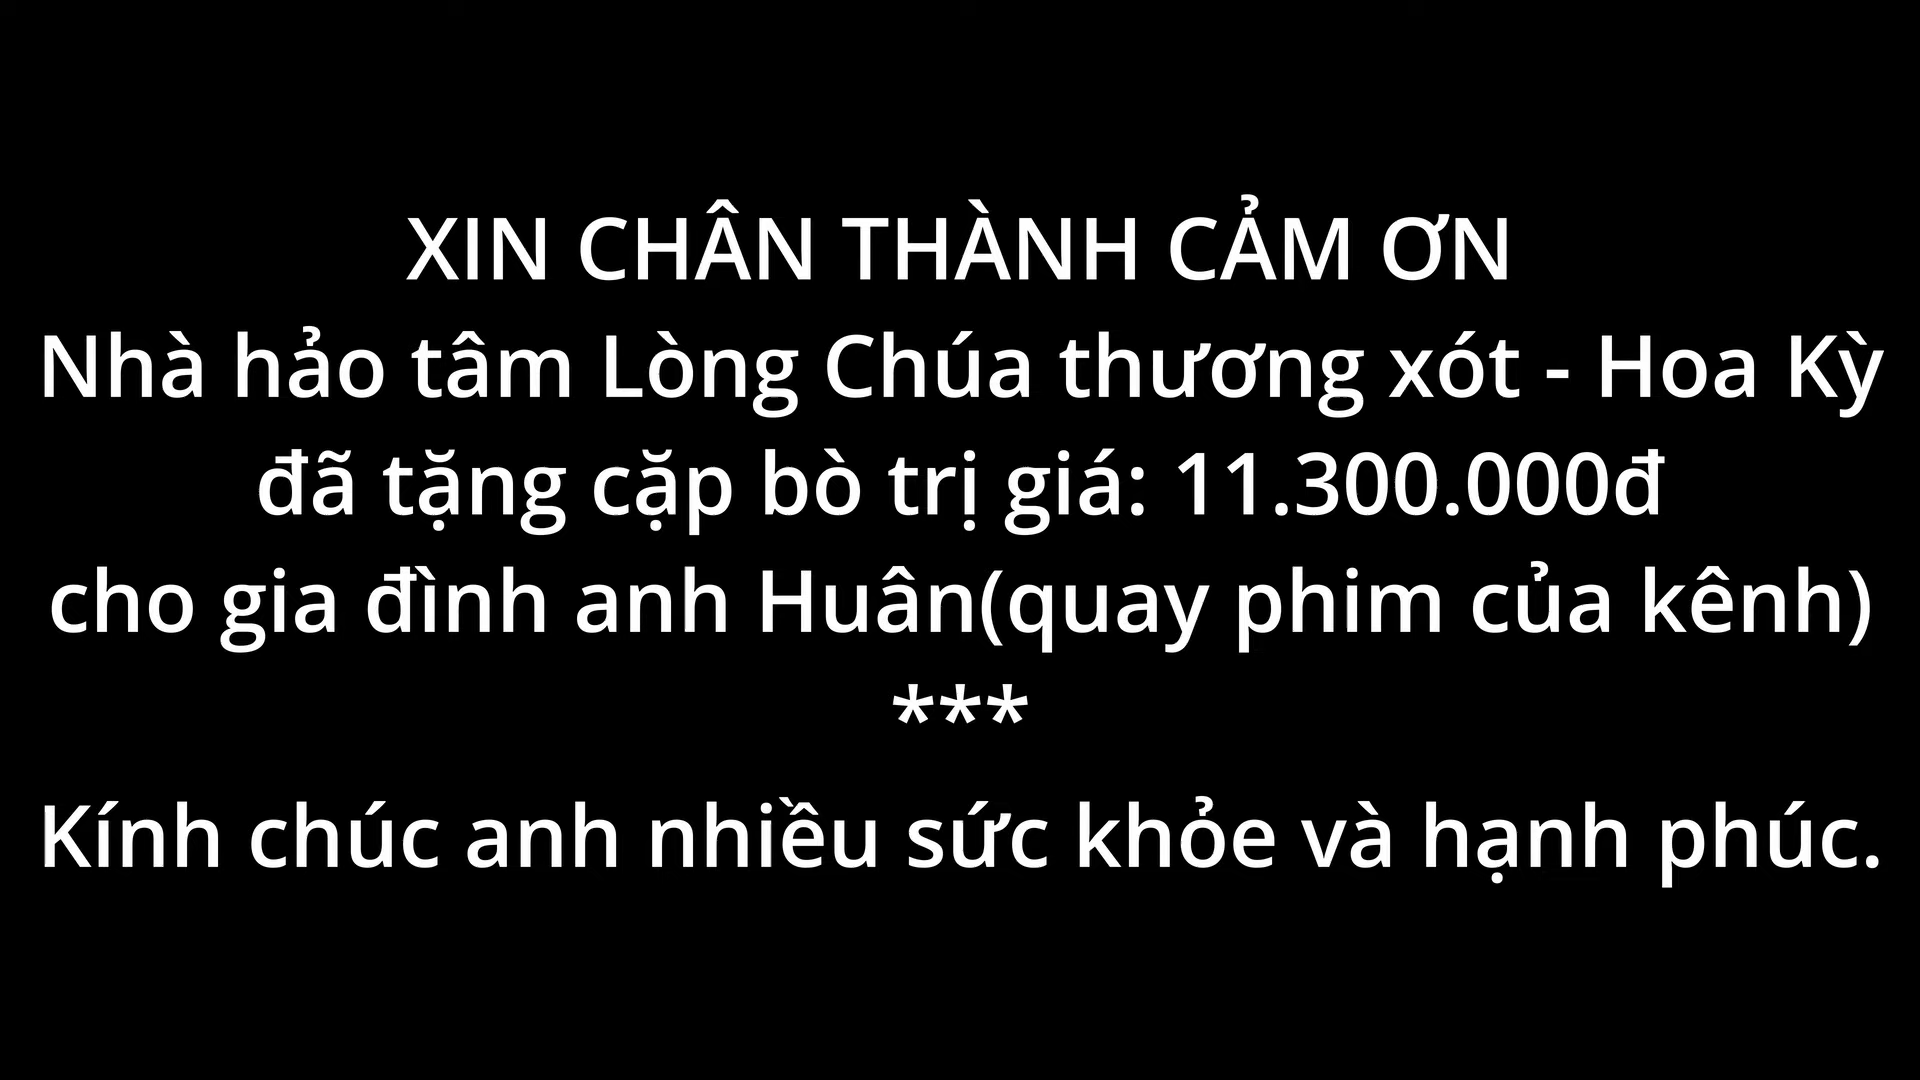 XIN CHÂN THÀNH CẢM ƠN
Nhà hảo tâm Lòng Chúa thương xót - Hoa Kỳ
đã tặng cặp bò trị giá: 11.300.000đ
cho gia đình anh Huân(quay phim của kênh)
***
Kính chúc anh nhiều sức khỏe và hạnh phúc.